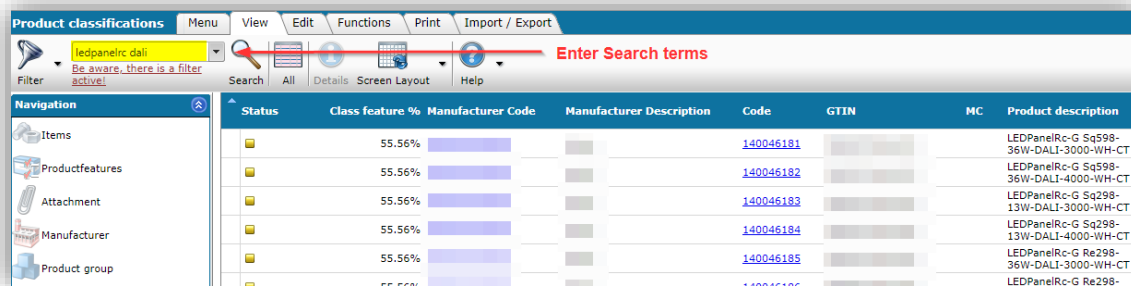 Product classifications Menu View Edit Functions Print Import / Export
ledpanelrc dali
Be aware, there is a filter
active!
Enter Search terms
Filter Search All Details Screen Layout Help
Navigation
Status Class feature % Manufacturer Code Manufacturer Description Code GTIN MC Product description
Items
55.56% 140046181 LEDPanelRc-G Sq598-
36W-DALI-3000-WH-CT
Productfeatures
55.56% 140046182 LEDPanelRc-G Sq598-
36W-DALI-4000-WH-CT
Attachment
55.56% 140046183 LEDPanelRc-G Sq298-
13W-DALI-3000-WH-CT
Manufacturer
55.56% 140046184 LEDPanelRc-G Sq298-
13W-DALI-4000-WH-CT
Product group
55.56% 140046185 LEDPanelRc-G Re298-
36W-DALI-3000-WH-CT
55.56% 140046186 LEDPanelRc-G Re298-